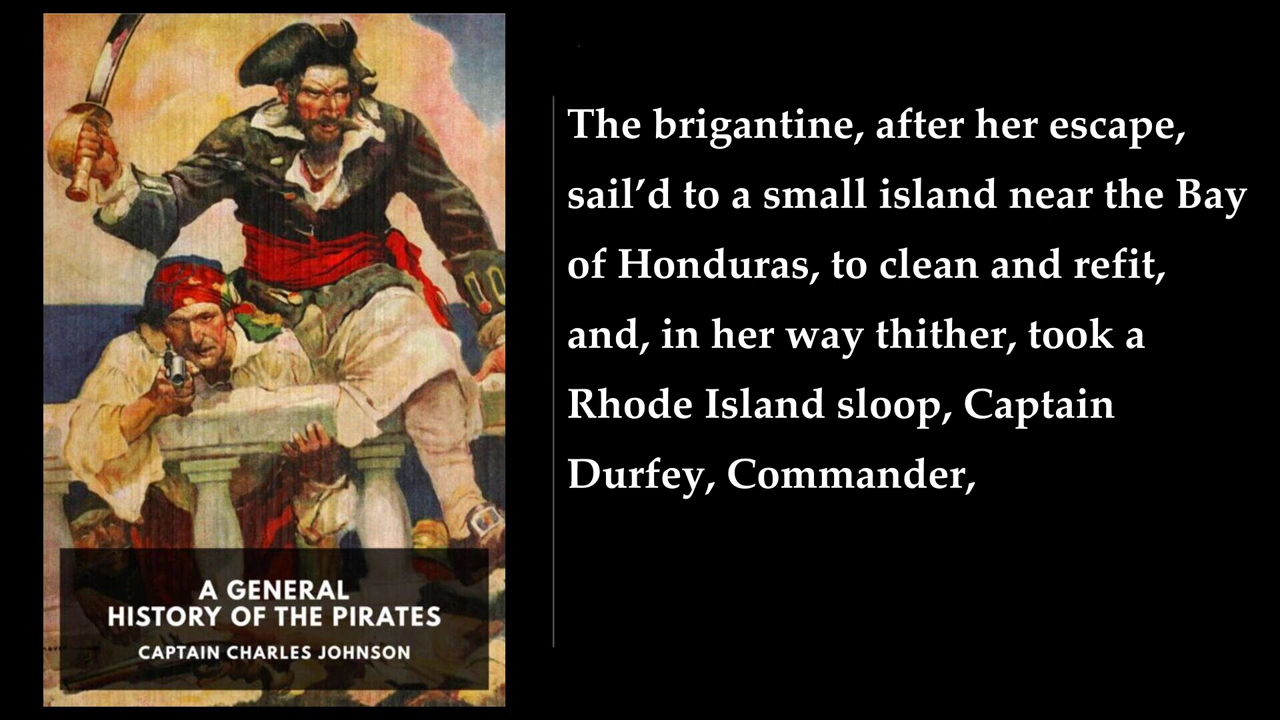 A GENERAL
HISTORY OF THE PIRATES
CAPTAIN CHARLES JOHNSON
The brigantine, after her escape,
sail’d to a small island near the Bay
of Honduras, to clean and refit,
and, in her way thither, took a
Rhode Island sloop, Captain
Durfey, Commander,